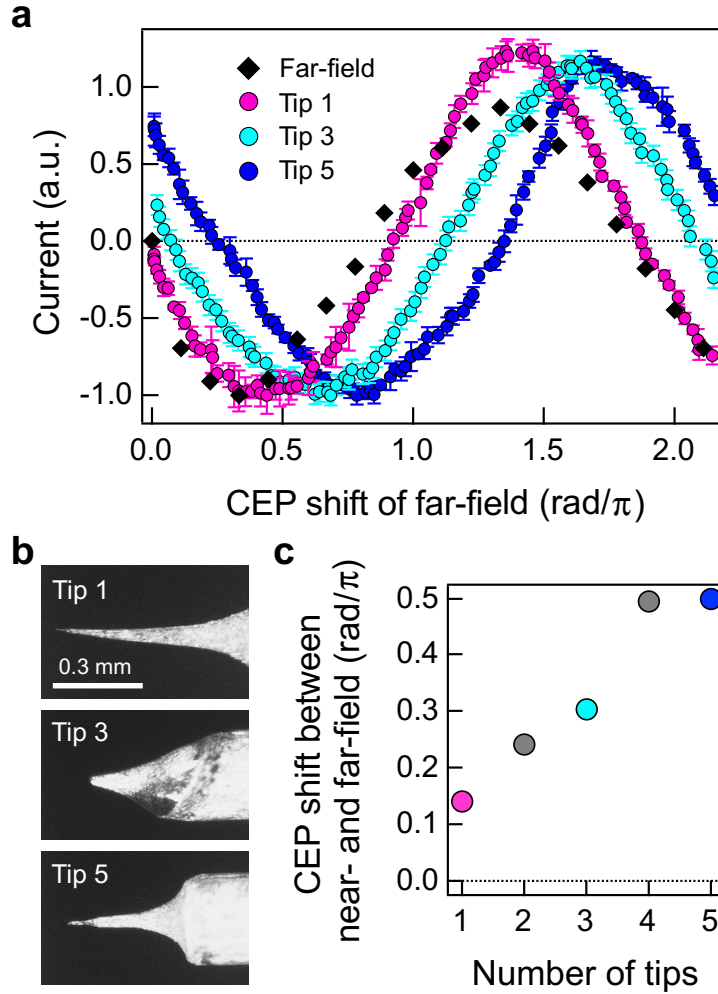 a
Current (a.u.)
1.0
0.5
0.0
-0.5
-1.0
Far-field
Tip 1
Tip 3
Tip 5
0.0 0.5 1.0 1.5 2.0
CEP shift of far-field (rad/π)
b
Tip 1
0.3 mm
Tip 3
Tip 5
c
CEP shift between
near- and far-field (rad/π)
0.5
0.4
0.3
0.2
0.1
0.0
1 2 3 4 5
Number of tips